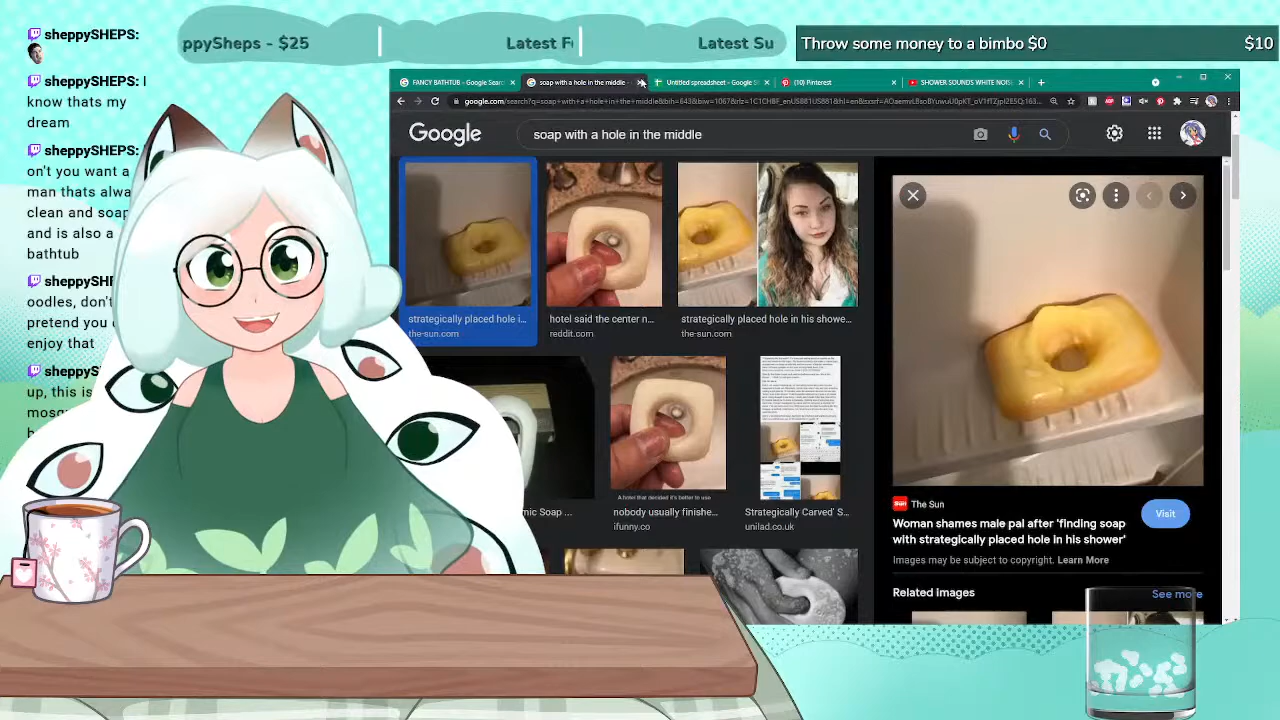 sheppySHEPS:
sheppySHEPS: I
know thats my
dream
sheppySHEPS:
on't you want a
man thats alwa
clean and soap
and is also a
bathtub
sheppySHE
oodles, don't
pretend you
enjoy that
sheppyS
up, thi
mos
ppySheps - $25
Latest F
Latest Su
Throw some money to a bimbo $0
$10
FANCY BATHTUB - Google Sear
soap with a hole in the middle -
Untitled spreadsheet - Google S
(10) Pinterest
SHOWER SOUNDS WHITE NOIS
Google
soap with a hole in the middle
strategically placed hole i...
the-sun.com
hotel said the center n...
reddit.com
strategically placed hole in his showe...
the-sun.com
mic Soap ...
A hotel that decided it's better to use
nobody usually finishe...
ifunny.co
Strategically Carved' S...
unilad.co.uk
Sun
The Sun
Visit
Woman shames male pal after 'finding soap
with strategically placed hole in his shower'
Images may be subject to copyright. Learn More
Related images
See more